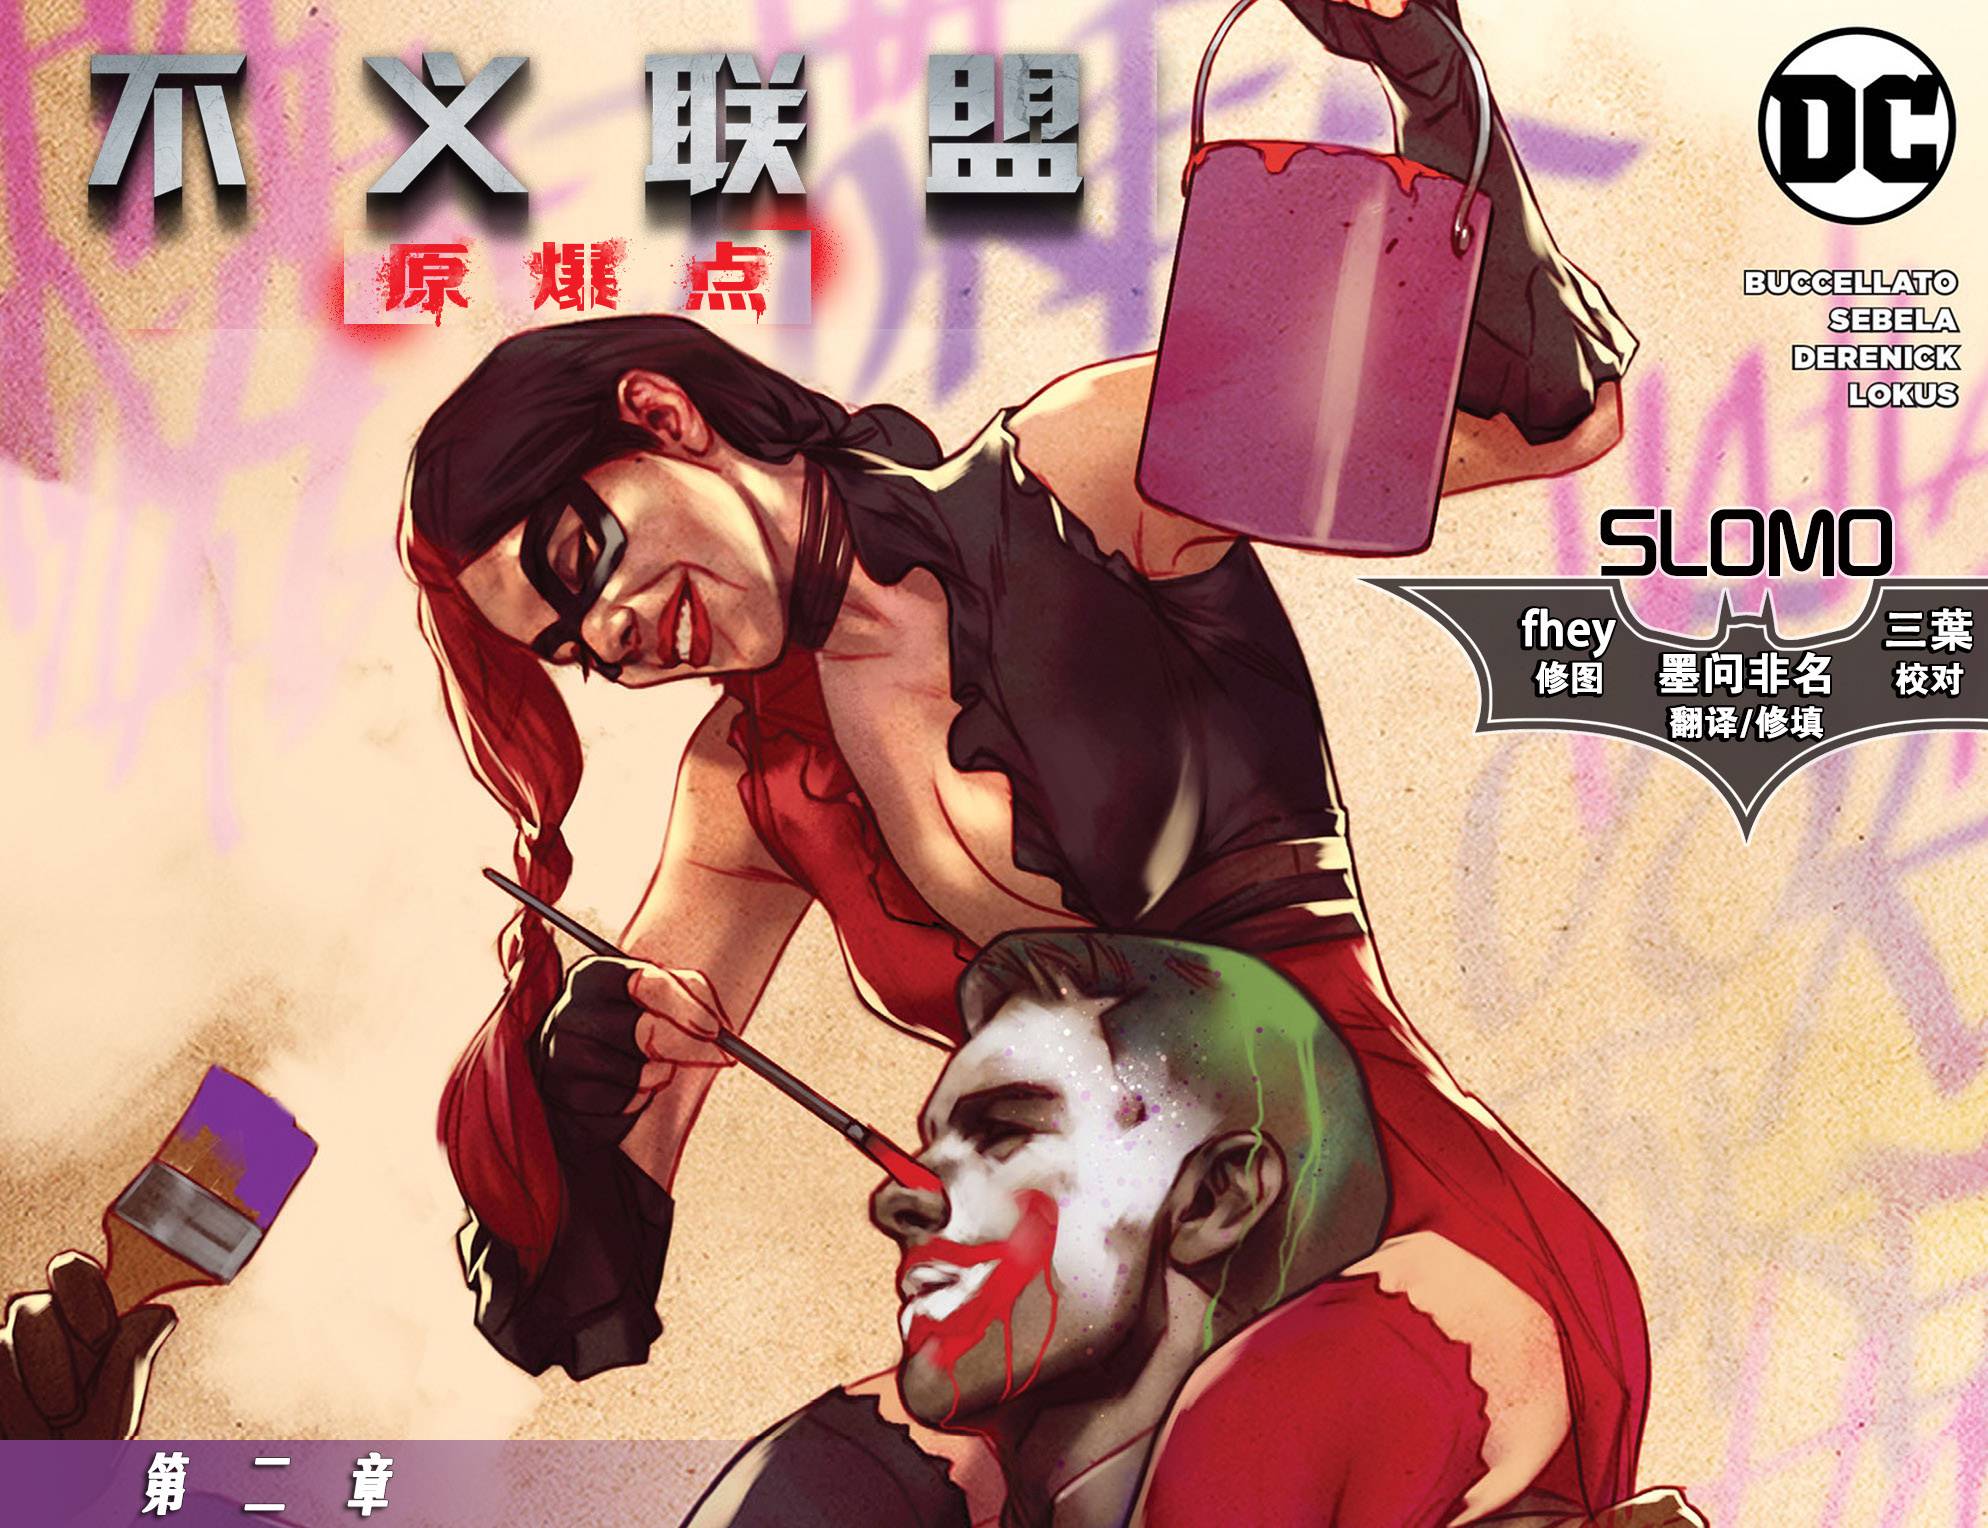 不义联盟
原爆点
DC
BUCCELLATO
SEBELA
DERENICK
LOKUS
SLOMO
fhey
修图
墨问非名
翻译/修填
三葉
校对
第二章